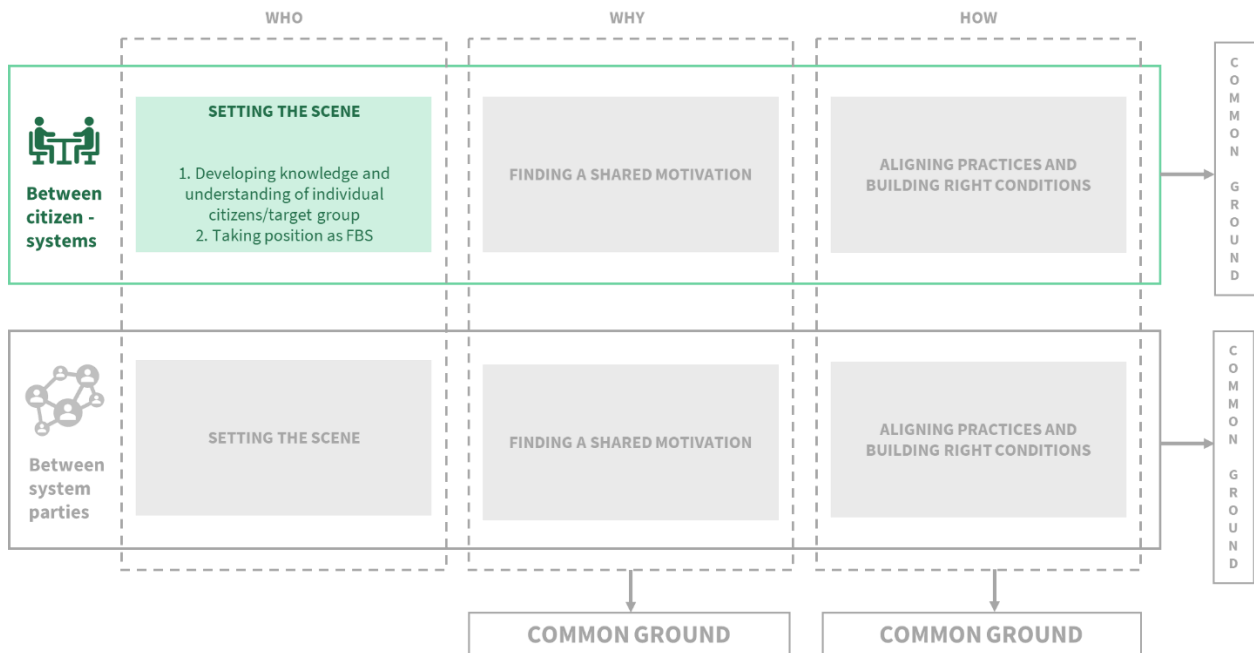 WHO
WHY
HOW
Between
citizen -
systems
SETTING THE SCENE
1. Developing knowledge and
understanding of individual
citizens/target group
2. Taking position as FBS
FINDING A SHARED MOTIVATION
ALIGNING PRACTICES AND
BUILDING RIGHT CONDITIONS
COMMON GROUND
Between
system
parties
SETTING THE SCENE
FINDING A SHARED MOTIVATION
ALIGNING PRACTICES AND
BUILDING RIGHT CONDITIONS
COMMON GROUND
COMMON GROUND
COMMON GROUND